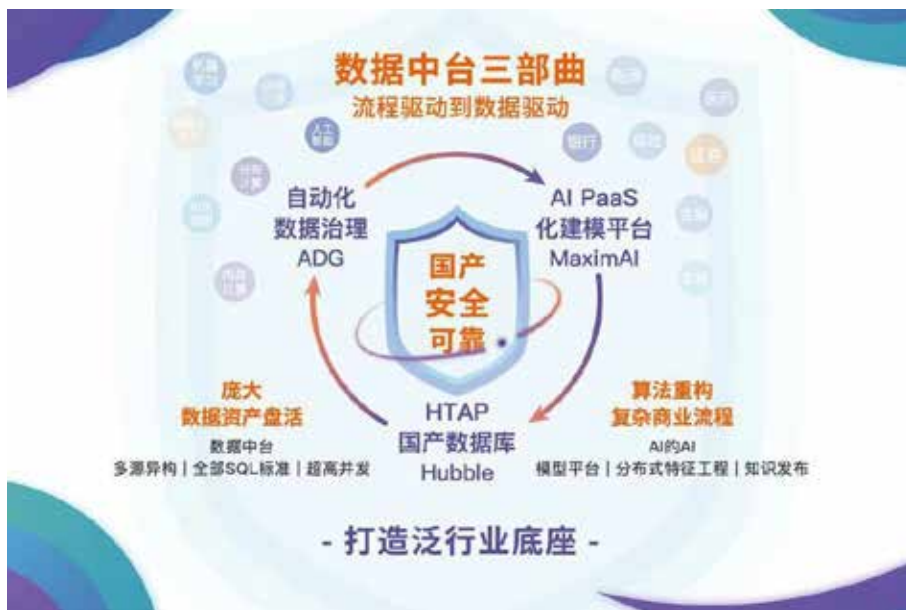 数据中台三部曲
流程驱动到数据驱动
人工
智能
银行
自动化
数据治理
ADG
AI PaaS
化建模平台
MaximAI
国产
安全
可靠
庞大
数据资产盘活
数据中台
多源异构 | 全部SQL标准 | 超高并发
HTAP
国产数据库
Hubble
算法重构
复杂商业流程
AI的AI
模型平台 | 分布式特征工程 | 知识发布
- 打造泛行业底座 -